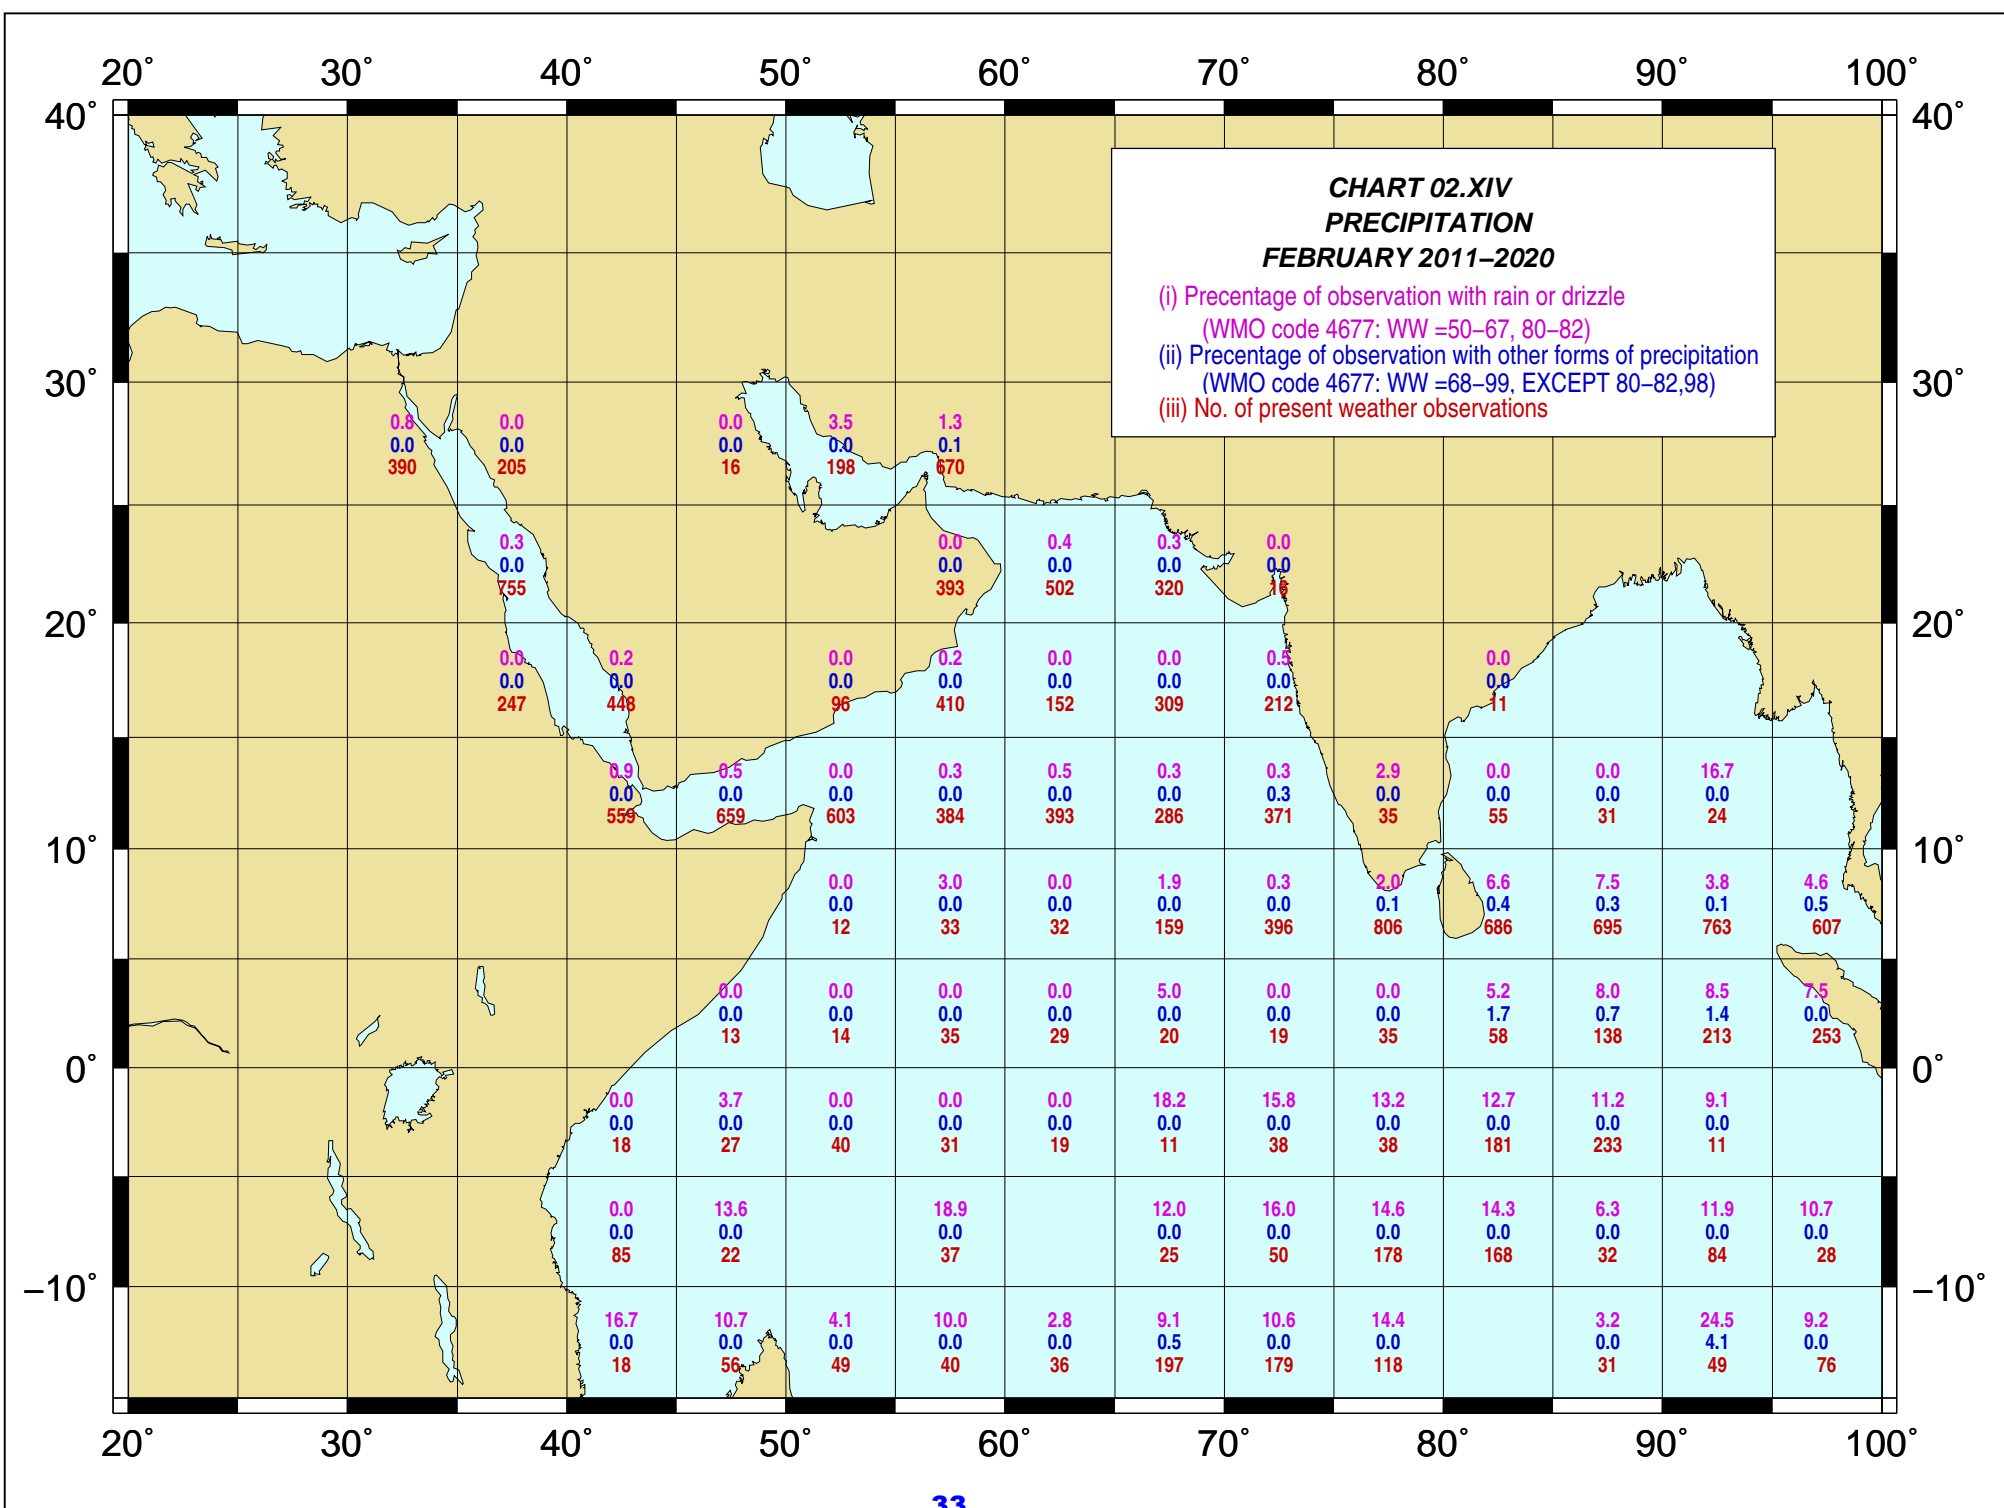 20° 30° 40° 50° 60° 70° 80° 90° 100°
40° 40°
CHART 02.XIV
PRECIPITATION
FEBRUARY 2011–2020
(i) Precentage of observation with rain or drizzle
(WMO code 4677: WW =50–67, 80–82)
(ii) Precentage of observation with other forms of precipitation
(WMO code 4677: WW =68–99, EXCEPT 80–82,98)
(iii) No. of present weather observations
30° 30°
0.8 0.0 0.0 3.5 1.3
0.0 0.0 0.0 0.0 0.1
390 205 16 198 670
0.3 0.0 0.4 0.3 0.0
0.0 0.0 0.0 0.0 0.0
755 393 502 320 16
20° 20°
0.0 0.2 0.0 0.2 0.0 0.0 0.5 0.0
0.0 0.0 0.0 0.0 0.0 0.0 0.0 0.0
247 448 96 410 152 309 212 11
0.9 0.5 0.0 0.3 0.5 0.3 0.3 2.9 0.0 0.0 16.7
0.0 0.0 0.0 0.0 0.0 0.0 0.3 0.0 0.0 0.0 0.0
559 659 603 384 393 286 371 35 55 31 24
10° 10°
0.0 3.0 0.0 1.9 0.3 2.0 6.6 7.5 3.8 4.6
0.0 0.0 0.0 0.0 0.0 0.1 0.4 0.3 0.1 0.5
12 33 32 159 396 806 686 695 763 607
0.0 0.0 0.0 0.0 5.0 0.0 0.0 5.2 8.0 8.5 7.5
0.0 0.0 0.0 0.0 0.0 0.0 0.0 1.7 0.7 1.4 0.0
13 14 35 29 20 19 35 58 138 213 253
0° 0°
0.0 3.7 0.0 0.0 0.0 18.2 15.8 13.2 12.7 11.2 9.1
0.0 0.0 0.0 0.0 0.0 0.0 0.0 0.0 0.0 0.0 0.0
18 27 40 31 19 11 38 38 181 233 11
0.0 13.6 18.9 12.0 16.0 14.6 14.3 6.3 11.9 10.7
0.0 0.0 0.0 0.0 0.0 0.0 0.0 0.0 0.0 0.0
85 22 37 25 50 178 168 32 84 28
–10° –10°
16.7 10.7 4.1 10.0 2.8 9.1 10.6 14.4 3.2 24.5 9.2
0.0 0.0 0.0 0.0 0.0 0.5 0.0 0.0 0.0 4.1 0.0
18 56 49 40 36 197 179 118 31 49 76
20° 30° 40° 50° 60° 70° 80° 90° 100°
33